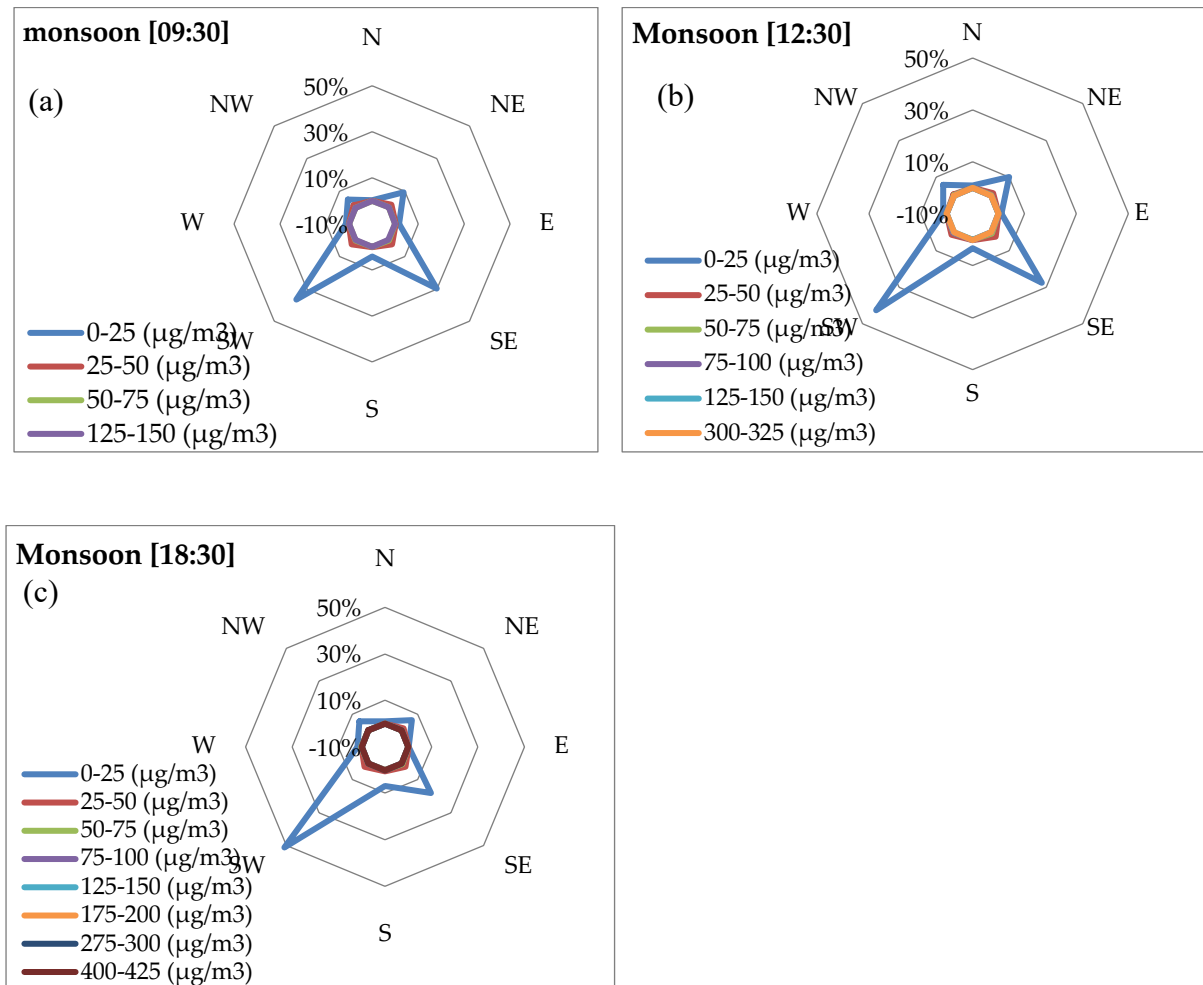 monsoon [09:30]
(a)
N
NE
E
SE
S
SW
W
NW
50%
30%
10%
-10%
0-25 (µg/m3)
25-50 (µg/m3)
50-75 (µg/m3)
125-150 (µg/m3)
Monsoon [12:30]
(b)
N
NE
E
SE
S
SW
W
NW
50%
30%
10%
-10%
0-25 (µg/m3)
25-50 (µg/m3)
50-75 (µg/m3)
75-100 (µg/m3)
125-150 (µg/m3)
300-325 (µg/m3)
Monsoon [18:30]
(c)
N
NE
E
SE
S
SW
W
NW
50%
30%
10%
-10%
0-25 (µg/m3)
25-50 (µg/m3)
50-75 (µg/m3)
75-100 (µg/m3)
125-150 (µg/m3)
175-200 (µg/m3)
275-300 (µg/m3)
400-425 (µg/m3)